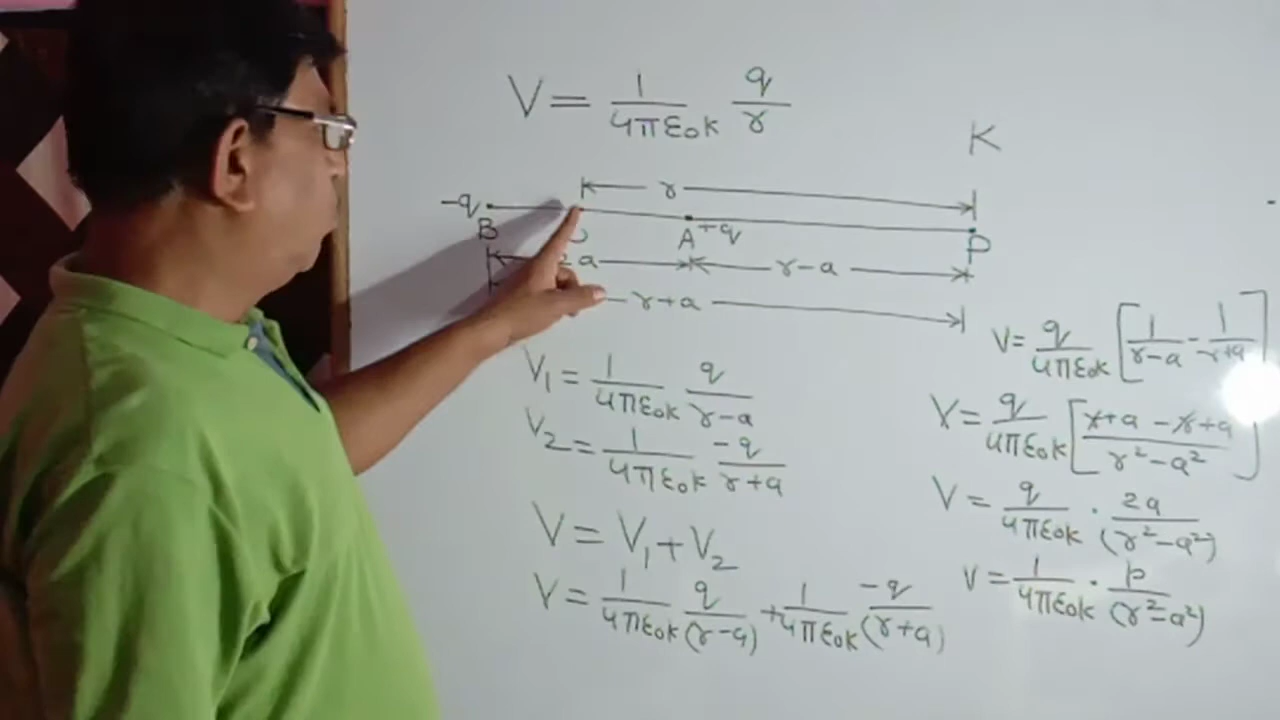 V = 1/4πε₀K q/r
K
r
-q B A +q P
2a r-a
r+a
V₁ = 1/4πε₀K q/r-a
V₂ = 1/4πε₀K -q/r+a
V = V₁ + V₂
V = 1/4πε₀K q/(r-a) + 1/4πε₀K -q/(r+a)
V = q/4πε₀K [1/r-a - 1/r+a]
V = q/4πε₀K [r+a-r+a/r²-a²]
V = q/4πε₀K . 2a/(r²-a²)
V = 1/4πε₀K . p/(r²-a²)